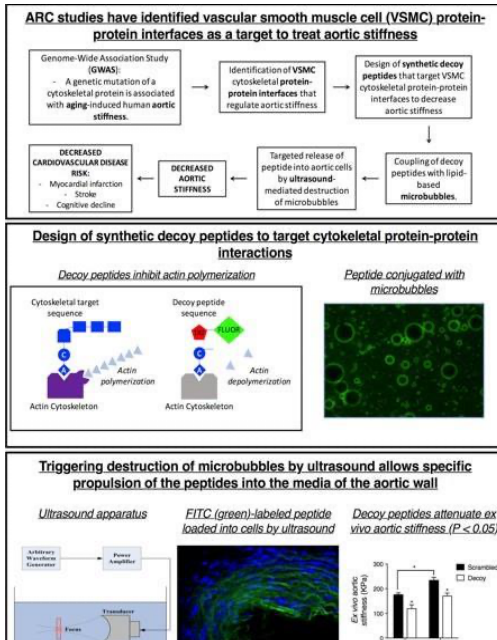 ARC studies have identified vascular smooth muscle cell (VSMC) protein-
protein interfaces as a target to treat aortic stiffness
Genome-Wide Association Study
(GWAS):
- A genetic mutation of a
cytoskeletal protein is associated
with aging-induced human aortic
stiffness.
Identification of VSMC
cytoskeletal protein-
protein interfaces that
regulate aortic stiffness
Design of synthetic decoy
peptides that target VSMC
cytoskeletal protein-protein
interfaces to decrease
aortic stiffness
Coupling of decoy
peptides with lipid-
based microbubbles.
Targeted release of
peptide into aortic cells
by ultrasound-
mediated destruction of
microbubbles
DECREASED
AORTIC
STIFFNESS
DECREASED
CARDIOVASCULAR DISEASE
RISK:
- Myocardial infarction
- Stroke
- Cognitive decline
Design of synthetic decoy peptides to target cytokeletal protein-protein
interactions
Decoy peptides inhibit actin polymerization
Cytoskeletal target
sequence
C
A
Actin
polymerization
Actin Cytoskeleton
Decoy peptide
sequence
FLUOR
C
A
Actin
depolymerization
Actin Cytoskeleton
Peptide conjugated with
microbubbles
Triggering destruction of microbubbles by ultrasound allows specific
propulsion of the peptides into the media of the aortic wall
Ultrasound apparatus
Arbitrary
Waveform
Generator
Power
Amplifier
Transducer
Focus
FITC (green)-labeled peptide
loaded into cells by ultrasound
Decoy peptides attenuate ex
vivo aortic stiffness (P < 0.05)
Ex vivo aortic
stiffness (KPa)
300
200
100
*
*
*
Scrambled
Decoy